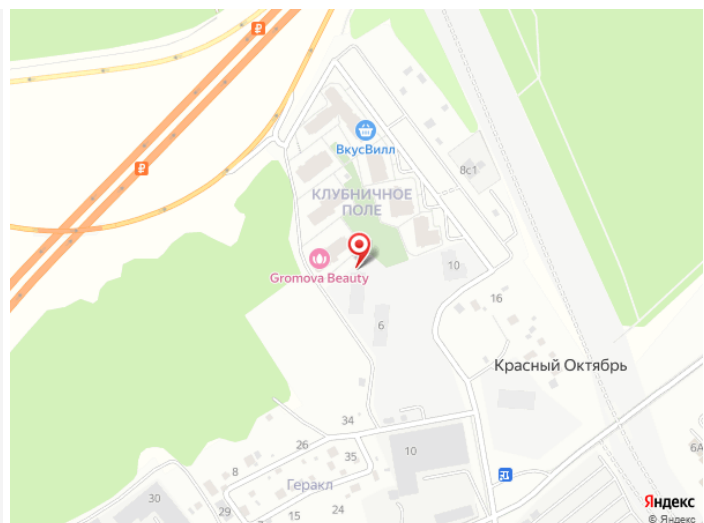 ₽
ВкусВилл
8с1
₽
КЛУБНИЧНОЕ
ПОЛЕ
Gromova Beauty
10
16
6
Красный Октябрь
34
26
10
6А
35
8
Геракл
30
29
24
15
Яндекс
© Яндекс